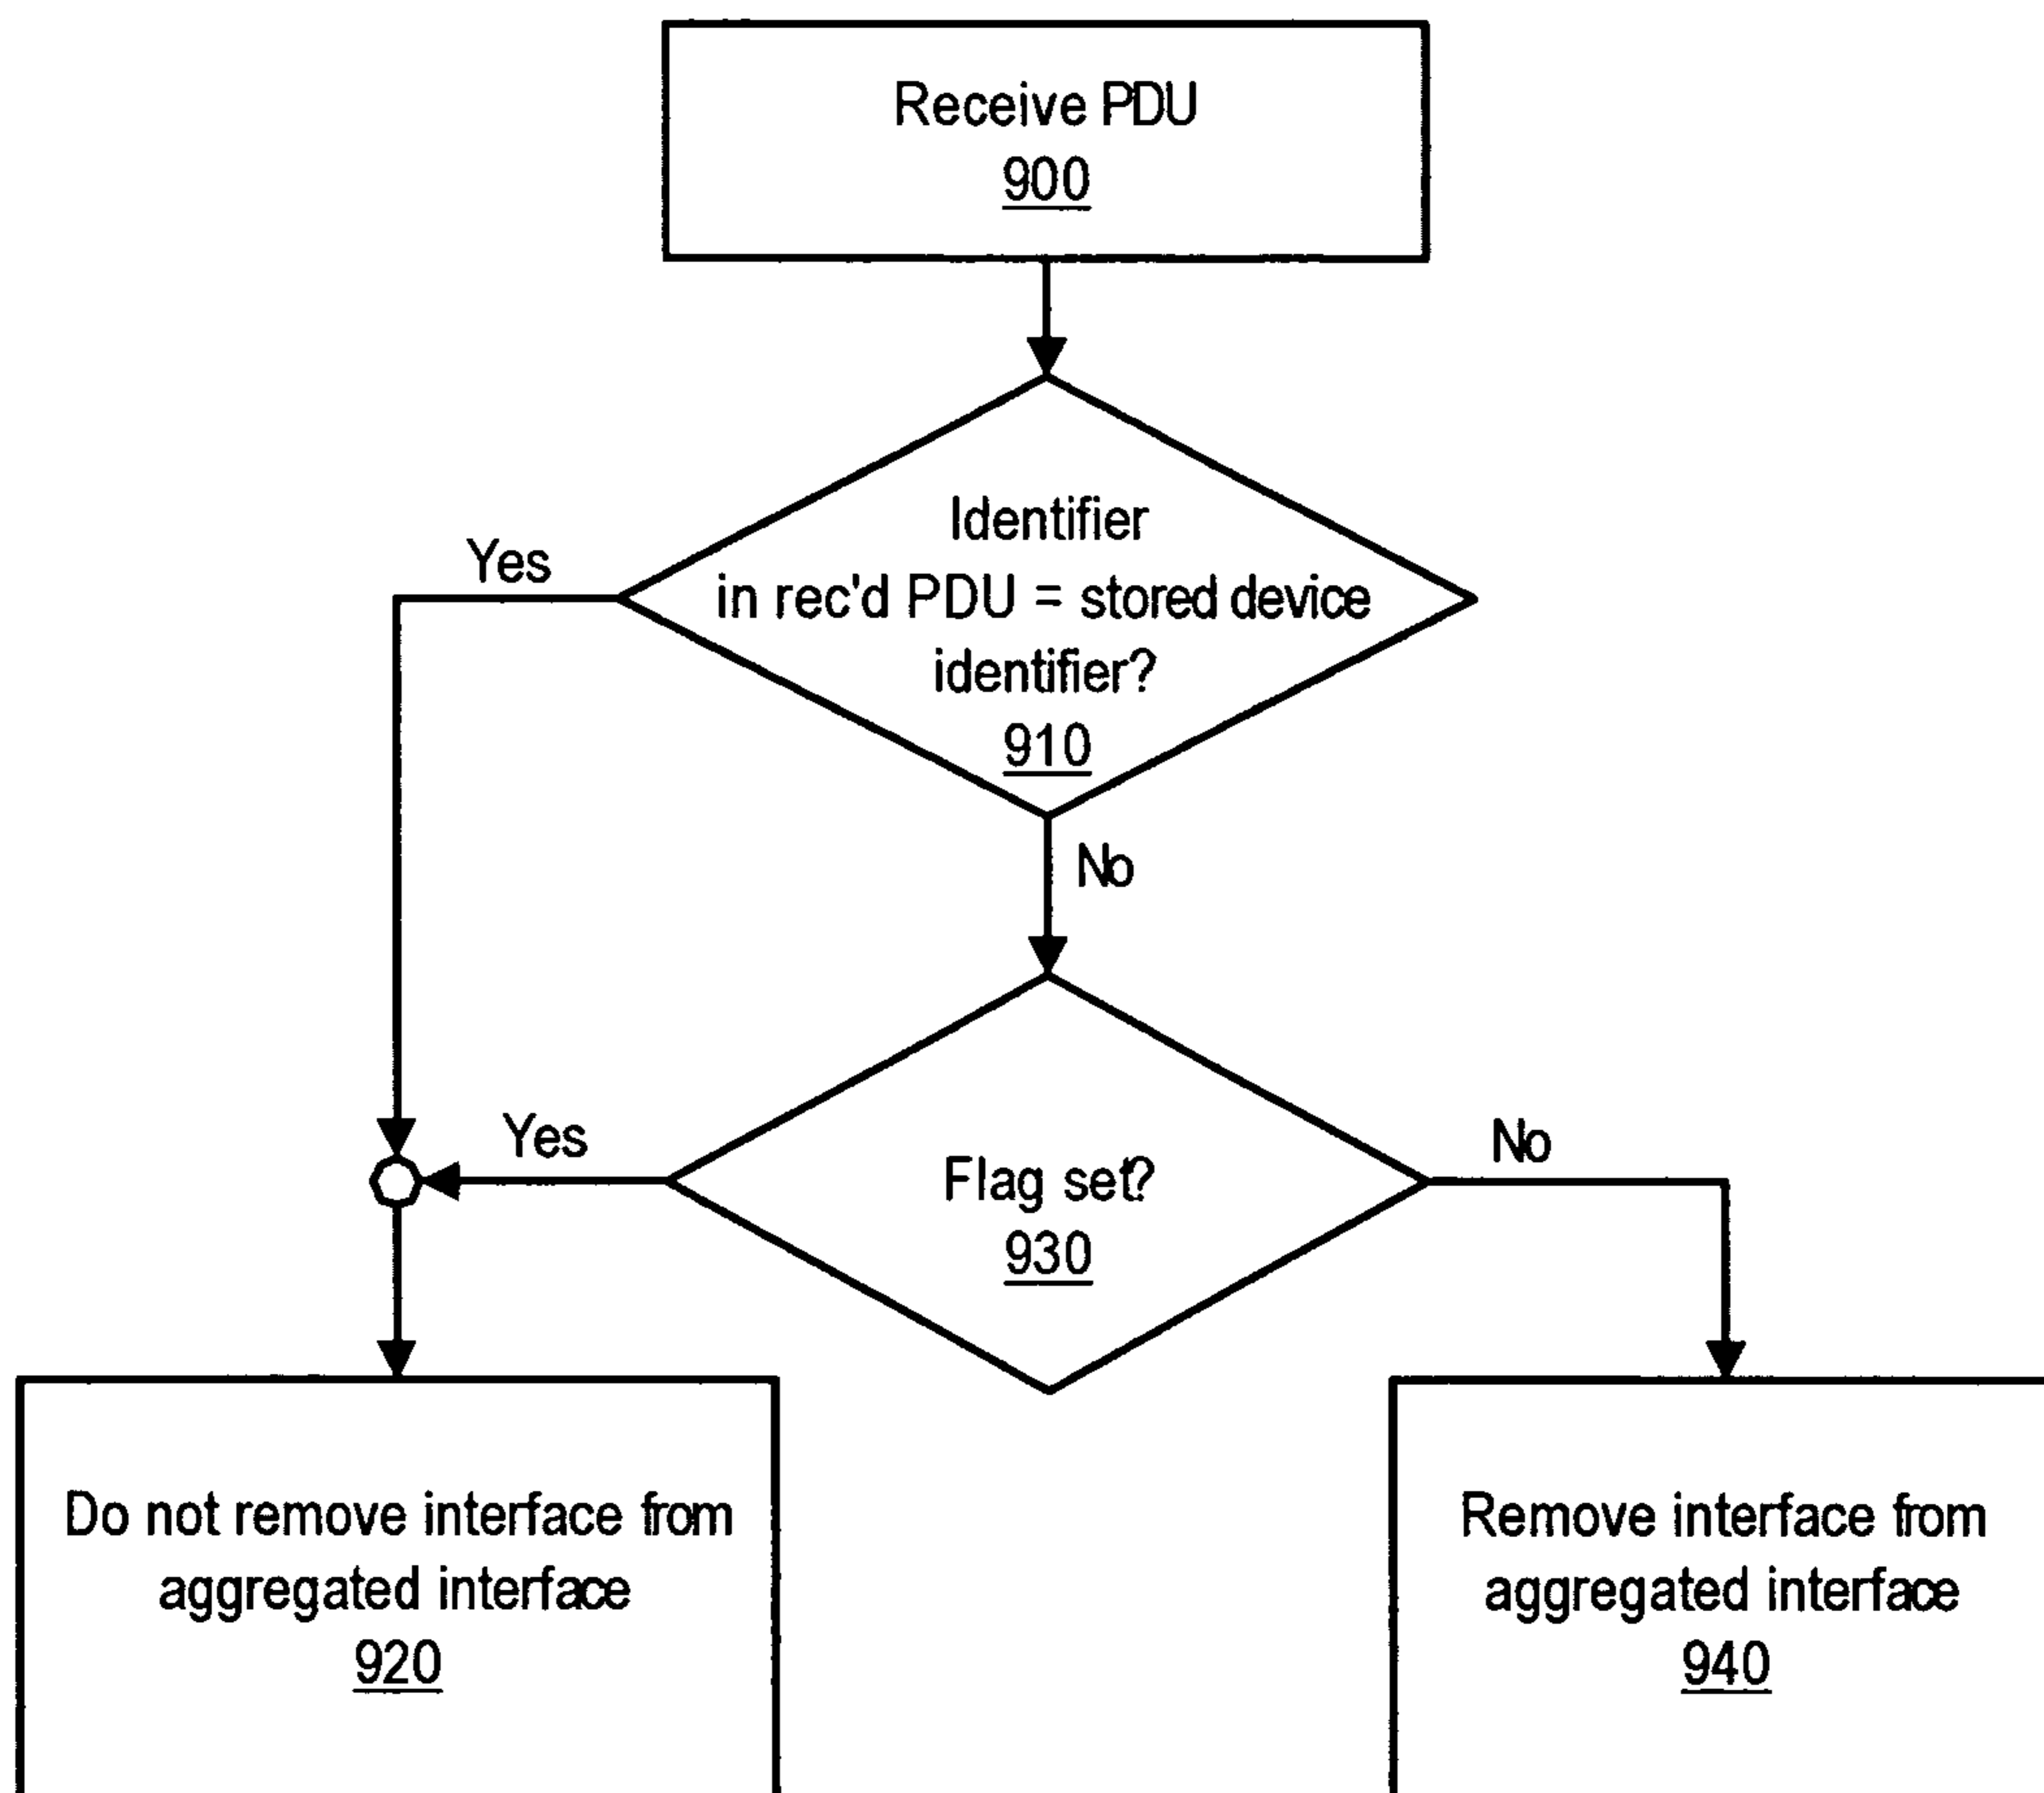 Receive PDU
900
Identifier
in rec'd PDU = stored device
identifier?
910
Yes
No
Flag set?
930
Yes
No
Do not remove interface from
aggregated interface
920
Remove interface from
aggregated interface
940